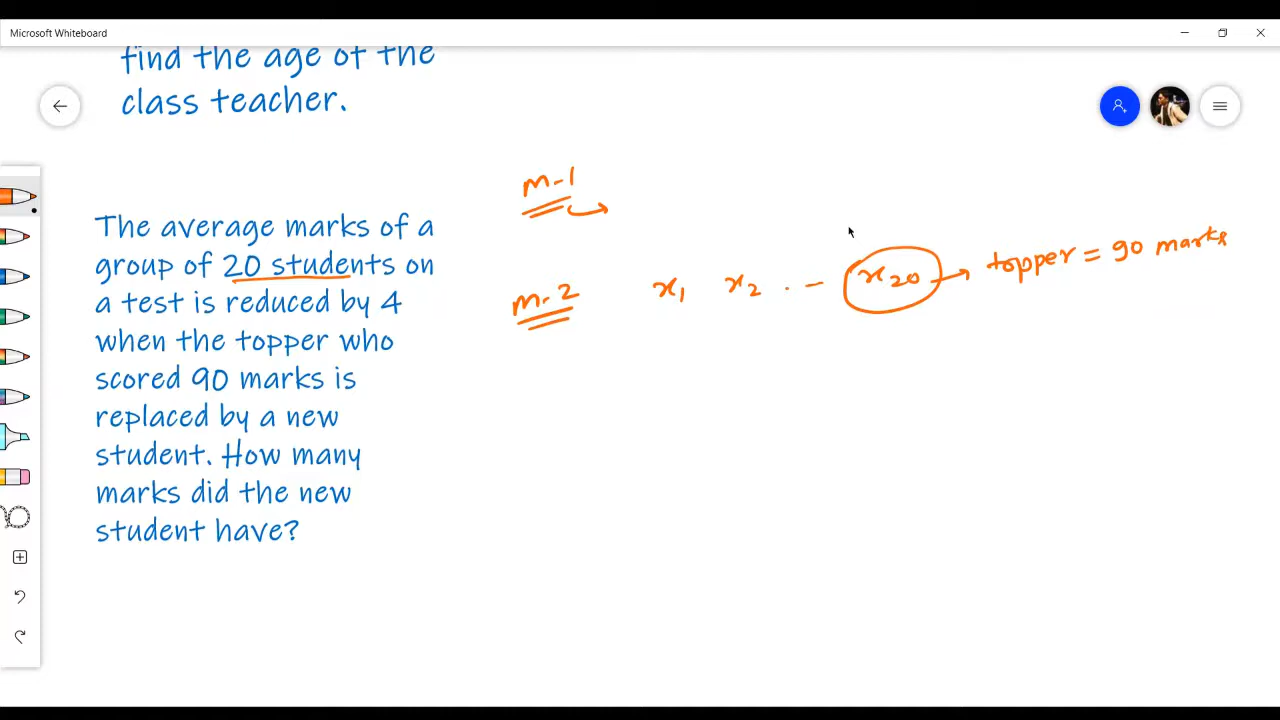 Microsoft Whiteboard
find the age of the
class teacher.
m-1
The average marks of a
group of 20 students on
a test is reduced by 4
when the topper who
scored 90 marks is
replaced by a new
student. How many
marks did the new
student have?
m-2 x1 x2 . - x20 → topper = 90 marks